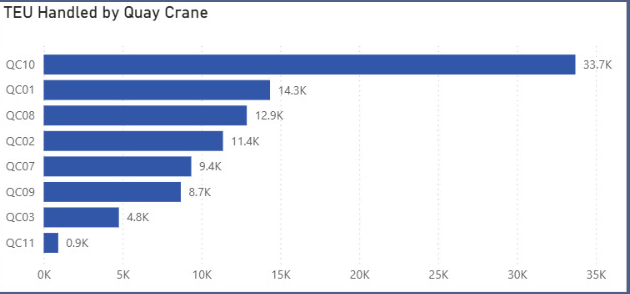 TEU Handled by Quay Crane
QC10 33.7K
QC01 14.3K
QC08 12.9K
QC02 11.4K
QC07 9.4K
QC09 8.7K
QC03 4.8K
QC11 0.9K
0K 5K 10K 15K 20K 25K 30K 35K